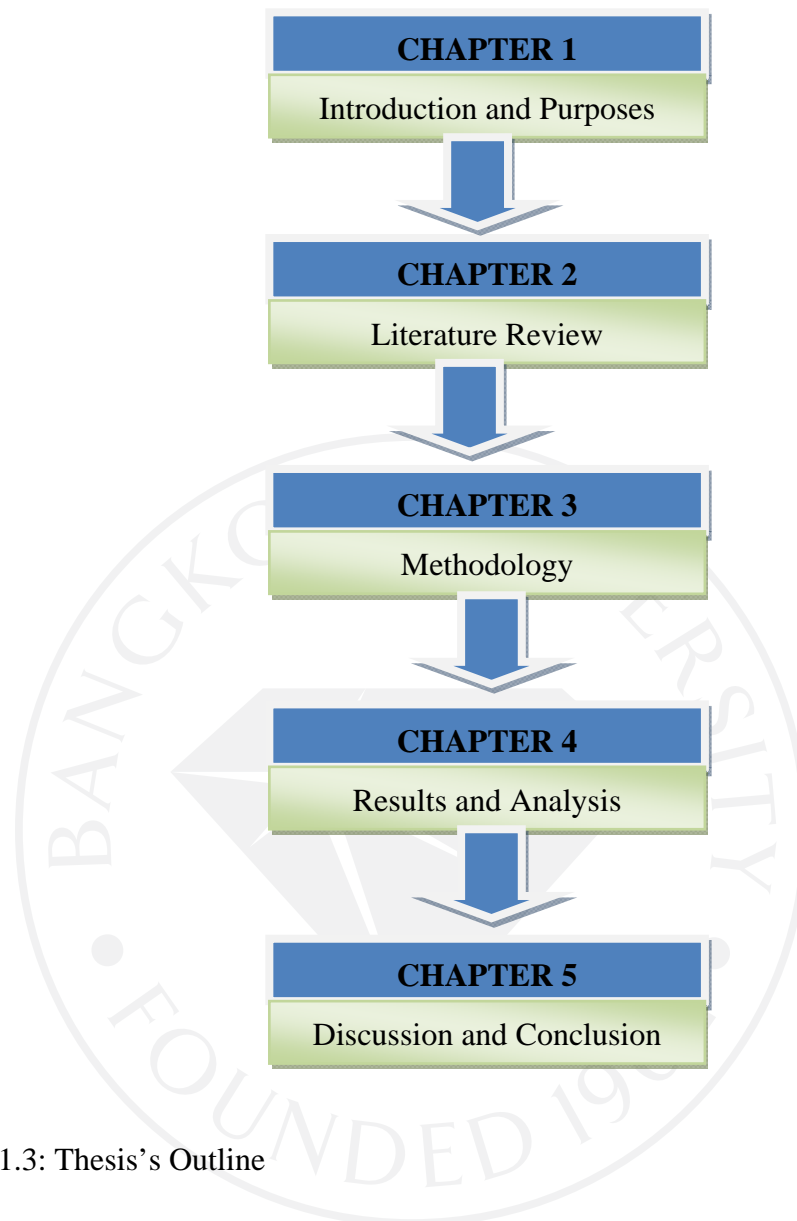 CHAPTER 1
Introduction and Purposes
CHAPTER 2
Literature Review
CHAPTER 3
Methodology
CHAPTER 4
Results and Analysis
CHAPTER 5
Discussion and Conclusion
1.3: Thesis’s Outline
FOUNDED